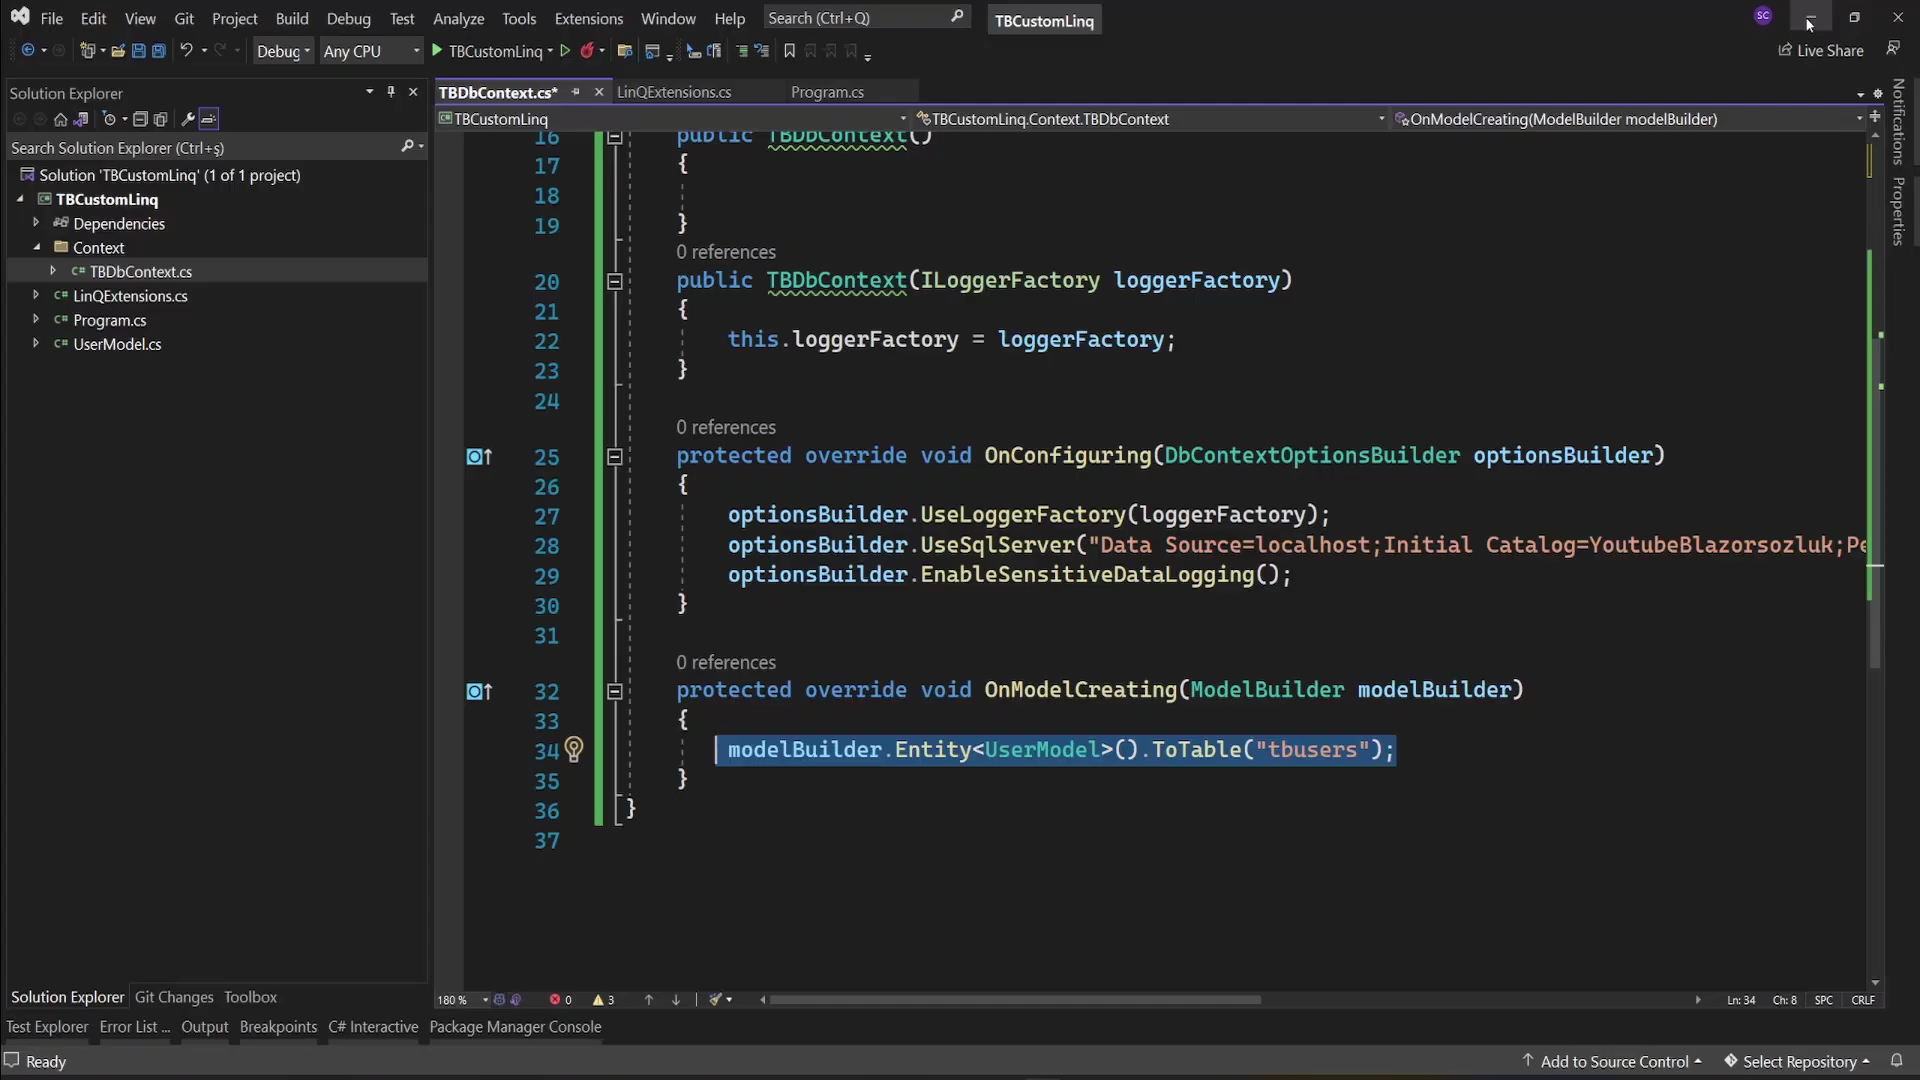 File Edit View Git Project Build Debug Test Analyze Tools Extensions Window Help Search (Ctrl+Q) TBCustomLinq SC
Debug Any CPU TBCustomLinq Live Share
Solution Explorer
Search Solution Explorer (Ctrl+ş)
Solution 'TBCustomLinq' (1 of 1 project)
TBCustomLinq
Dependencies
Context
C# TBDbContext.cs
C# LinQExtensions.cs
C# Program.cs
C# UserModel.cs
TBDbContext.cs* LinQExtensions.cs Program.cs
TBCustomLinq TBCustomLinq.Context.TBDbContext OnModelCreating(ModelBuilder modelBuilder)
16 public TBDbContext()
17 {
18
19 }
0 references
20 public TBDbContext(ILoggerFactory loggerFactory)
21 {
22 this.loggerFactory = loggerFactory;
23 }
24
0 references
25 protected override void OnConfiguring(DbContextOptionsBuilder optionsBuilder)
26 {
27 optionsBuilder.UseLoggerFactory(loggerFactory);
28 optionsBuilder.UseSqlServer("Data Source=localhost;Initial Catalog=YoutubeBlazorsozluk;Pe
29 optionsBuilder.EnableSensitiveDataLogging();
30 }
31
0 references
32 protected override void OnModelCreating(ModelBuilder modelBuilder)
33 {
34 modelBuilder.Entity<UserModel>().ToTable("tbusers");
35 }
36 }
37
Notifications
Properties
180 % 0 3 Ln: 34 Ch: 8 SPC CRLF
Solution Explorer Git Changes Toolbox
Test Explorer Error List ... Output Breakpoints C# Interactive Package Manager Console
Ready Add to Source Control Select Repository